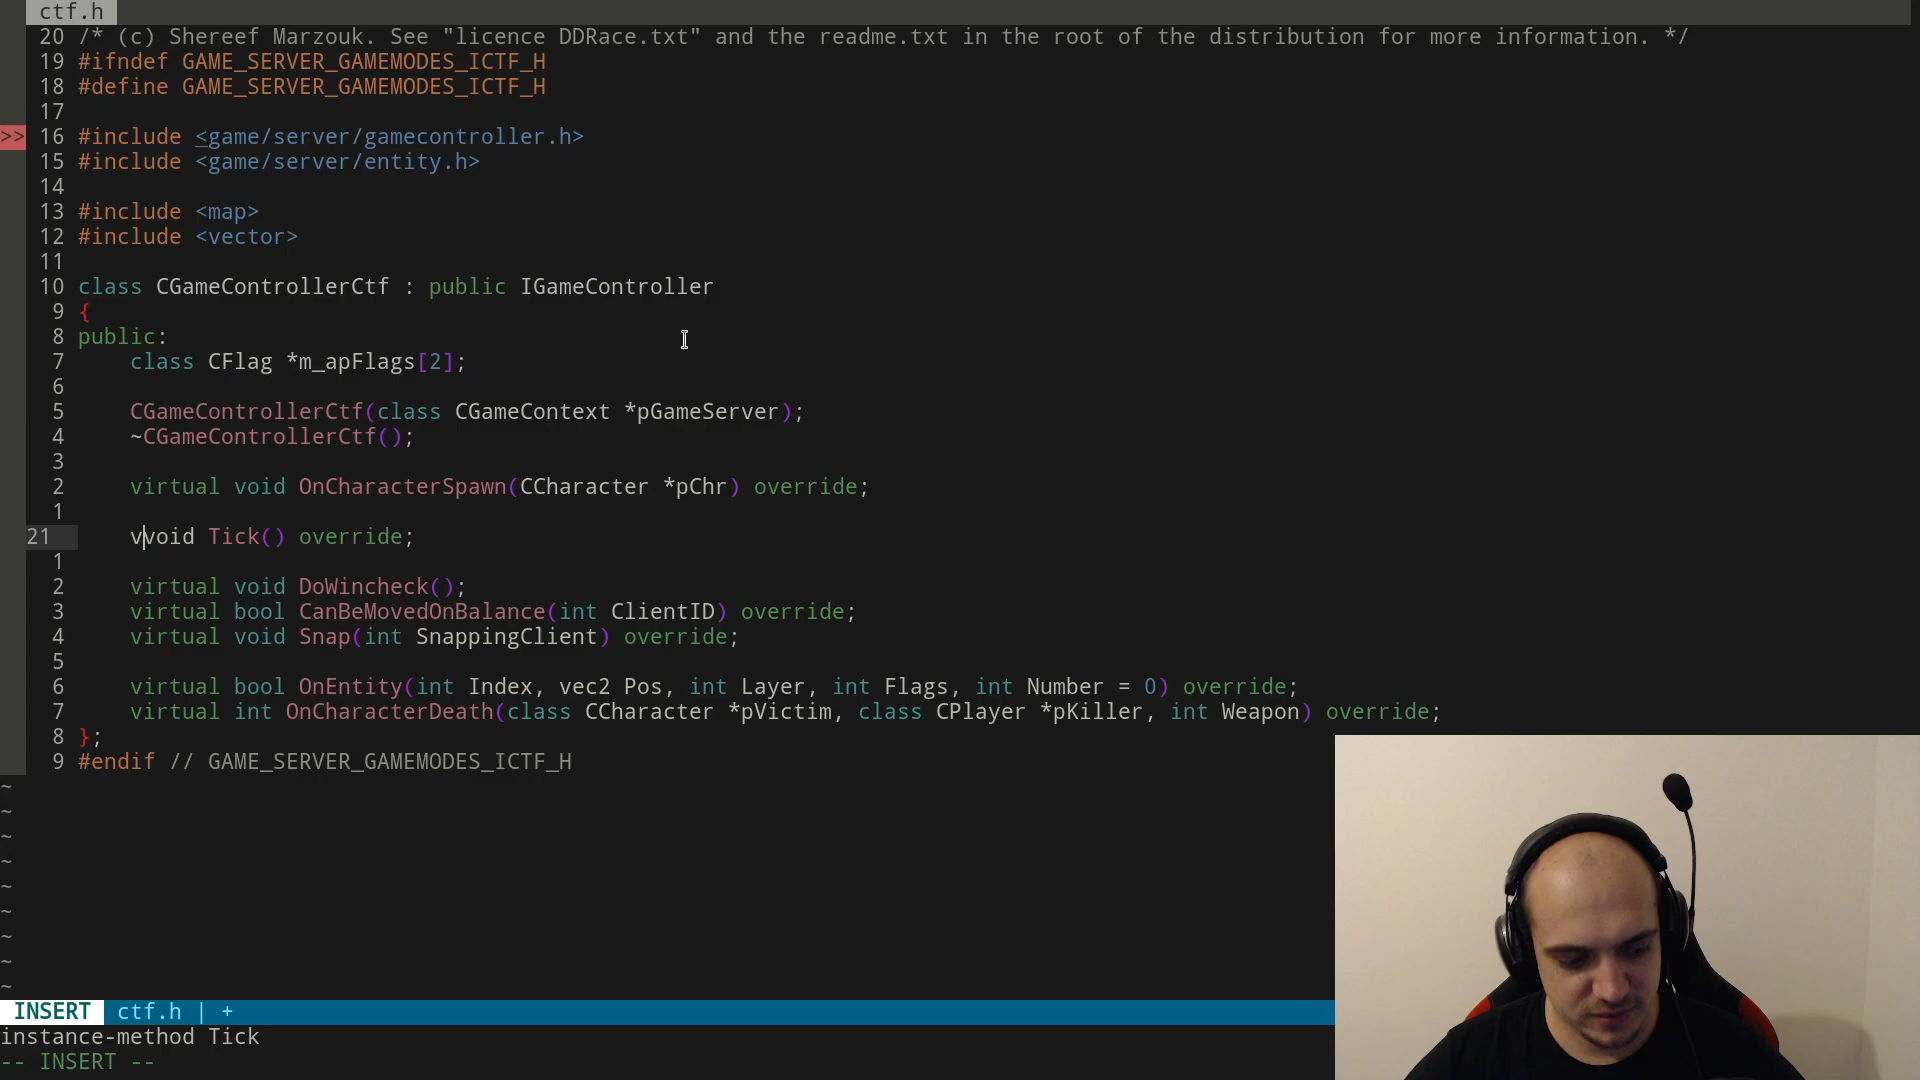 ctf.h
20 /* (c) Shereef Marzouk. See "licence DDRace.txt" and the readme.txt in the root of the distribution for more information. */
19 #ifndef GAME_SERVER_GAMEMODES_ICTF_H
18 #define GAME_SERVER_GAMEMODES_ICTF_H
17
>> 16 #include <game/server/gamecontroller.h>
15 #include <game/server/entity.h>
14
13 #include <map>
12 #include <vector>
11
10 class CGameControllerCtf : public IGameController
9 {
8 public:
7     class CFlag *m_apFlags[2];
6
5     CGameControllerCtf(class CGameContext *pGameServer);
4     ~CGameControllerCtf();
3
2     virtual void OnCharacterSpawn(CCharacter *pChr) override;
1
21     vvoid Tick() override;
1
2     virtual void DoWincheck();
3     virtual bool CanBeMovedOnBalance(int ClientID) override;
4     virtual void Snap(int SnappingClient) override;
5
6     virtual bool OnEntity(int Index, vec2 Pos, int Layer, int Flags, int Number = 0) override;
7     virtual int OnCharacterDeath(class CCharacter *pVictim, class CPlayer *pKiller, int Weapon) override;
8 };
9 #endif // GAME_SERVER_GAMEMODES_ICTF_H
~
~
~
~
~
~
~
~
~
INSERT ctf.h | +
instance-method Tick
-- INSERT --